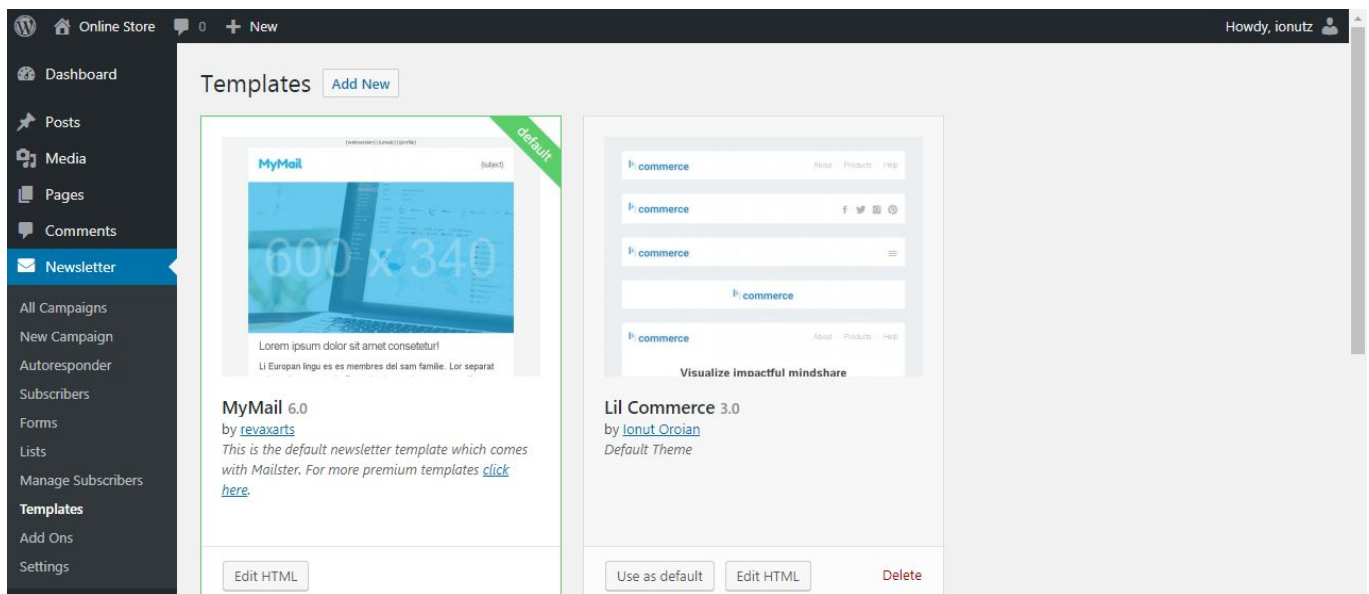 Online Store 0 New Howdy, ionutz
Dashboard
Posts
Media
Pages
Comments
Newsletter
All Campaigns
New Campaign
Autoresponder
Subscribers
Forms
Lists
Manage Subscribers
Templates
Add Ons
Settings
Templates Add New
default
{webversion} {forward} {profile}
MyMail {subject}
600 x 340
Lorem ipsum dolor sit amet consetetur!
Li Europan lingu es es membres del sam familie. Lor separat
MyMail 6.0
by revaxarts
This is the default newsletter template which comes
with Mailster. For more premium templates click
here.
Edit HTML
commerce About Products Help
commerce
commerce
commerce
commerce About Products Help
Visualize impactful mindshare
Lil Commerce 3.0
by Ionut Oroian
Default Theme
Use as default Edit HTML Delete